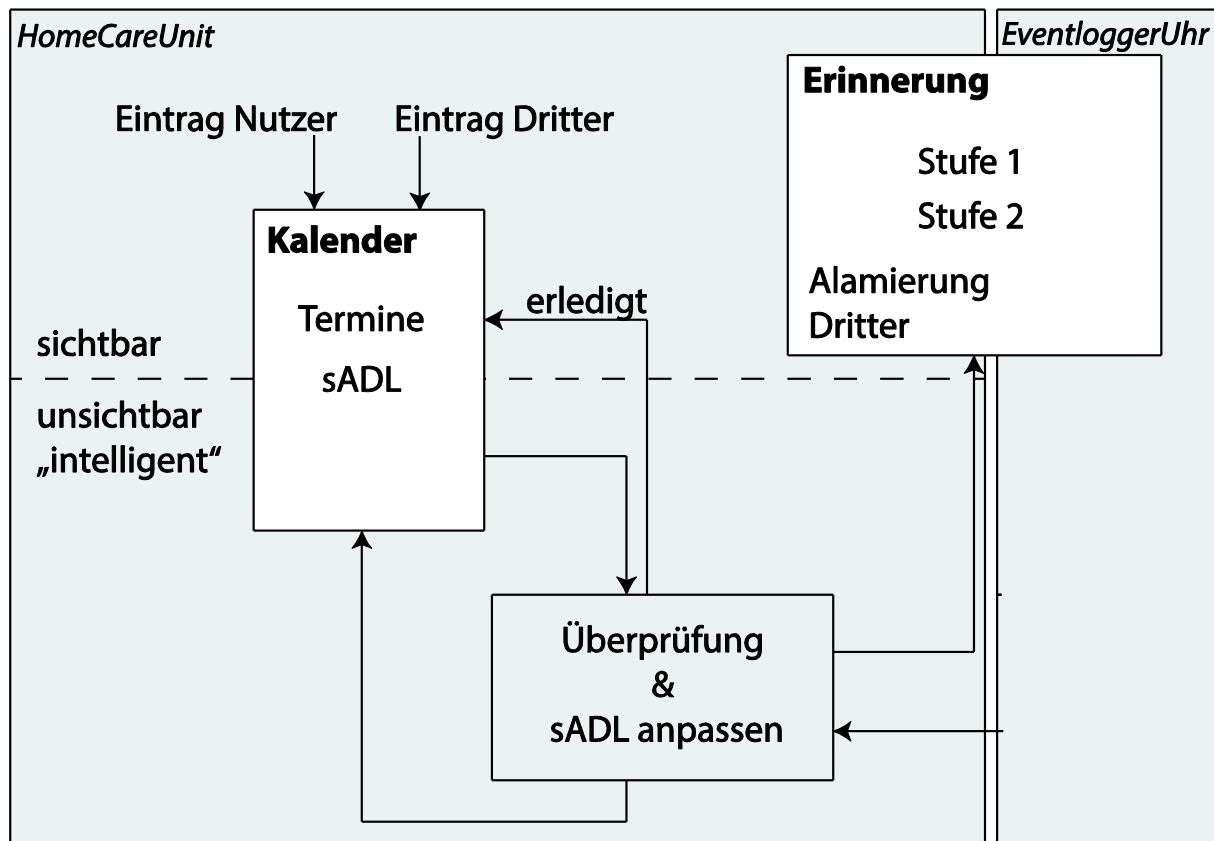 HomeCareUnit
EventloggerUhr
Eintrag Nutzer
Eintrag Dritter
Erinnerung
Stufe 1
Stufe 2
Alamierung
Dritter
Kalender
Termine
sADL
erledigt
sichtbar
unsichtbar
„intelligent“
Überprüfung
&
sADL anpassen